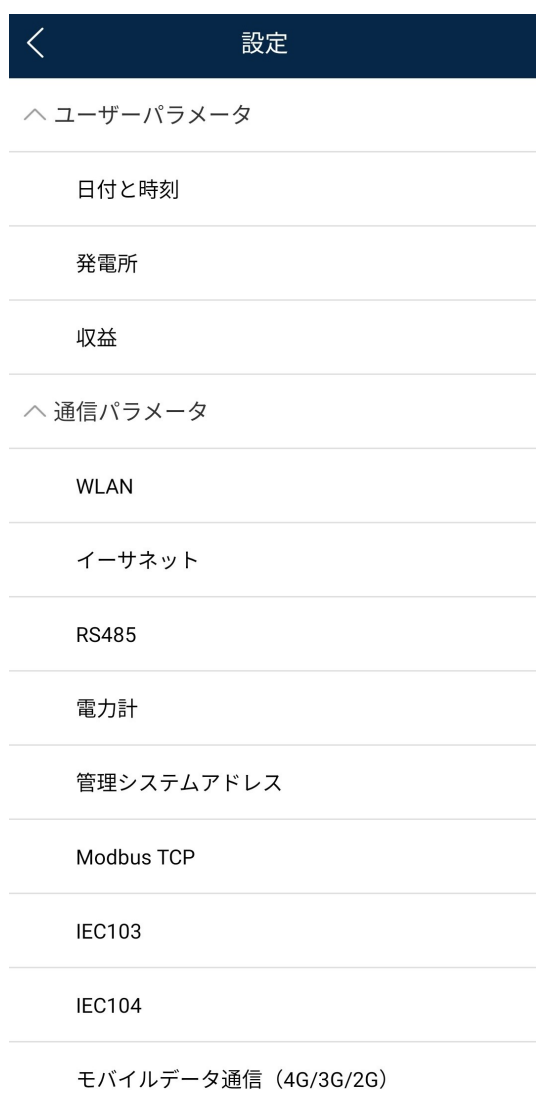 設定
ユーザーパラメータ
日付と時刻
発電所
収益
通信パラメータ
WLAN
イーサネット
RS485
電力計
管理システムアドレス
Modbus TCP
IEC103
IEC104
モバイルデータ通信（4G/3G/2G）